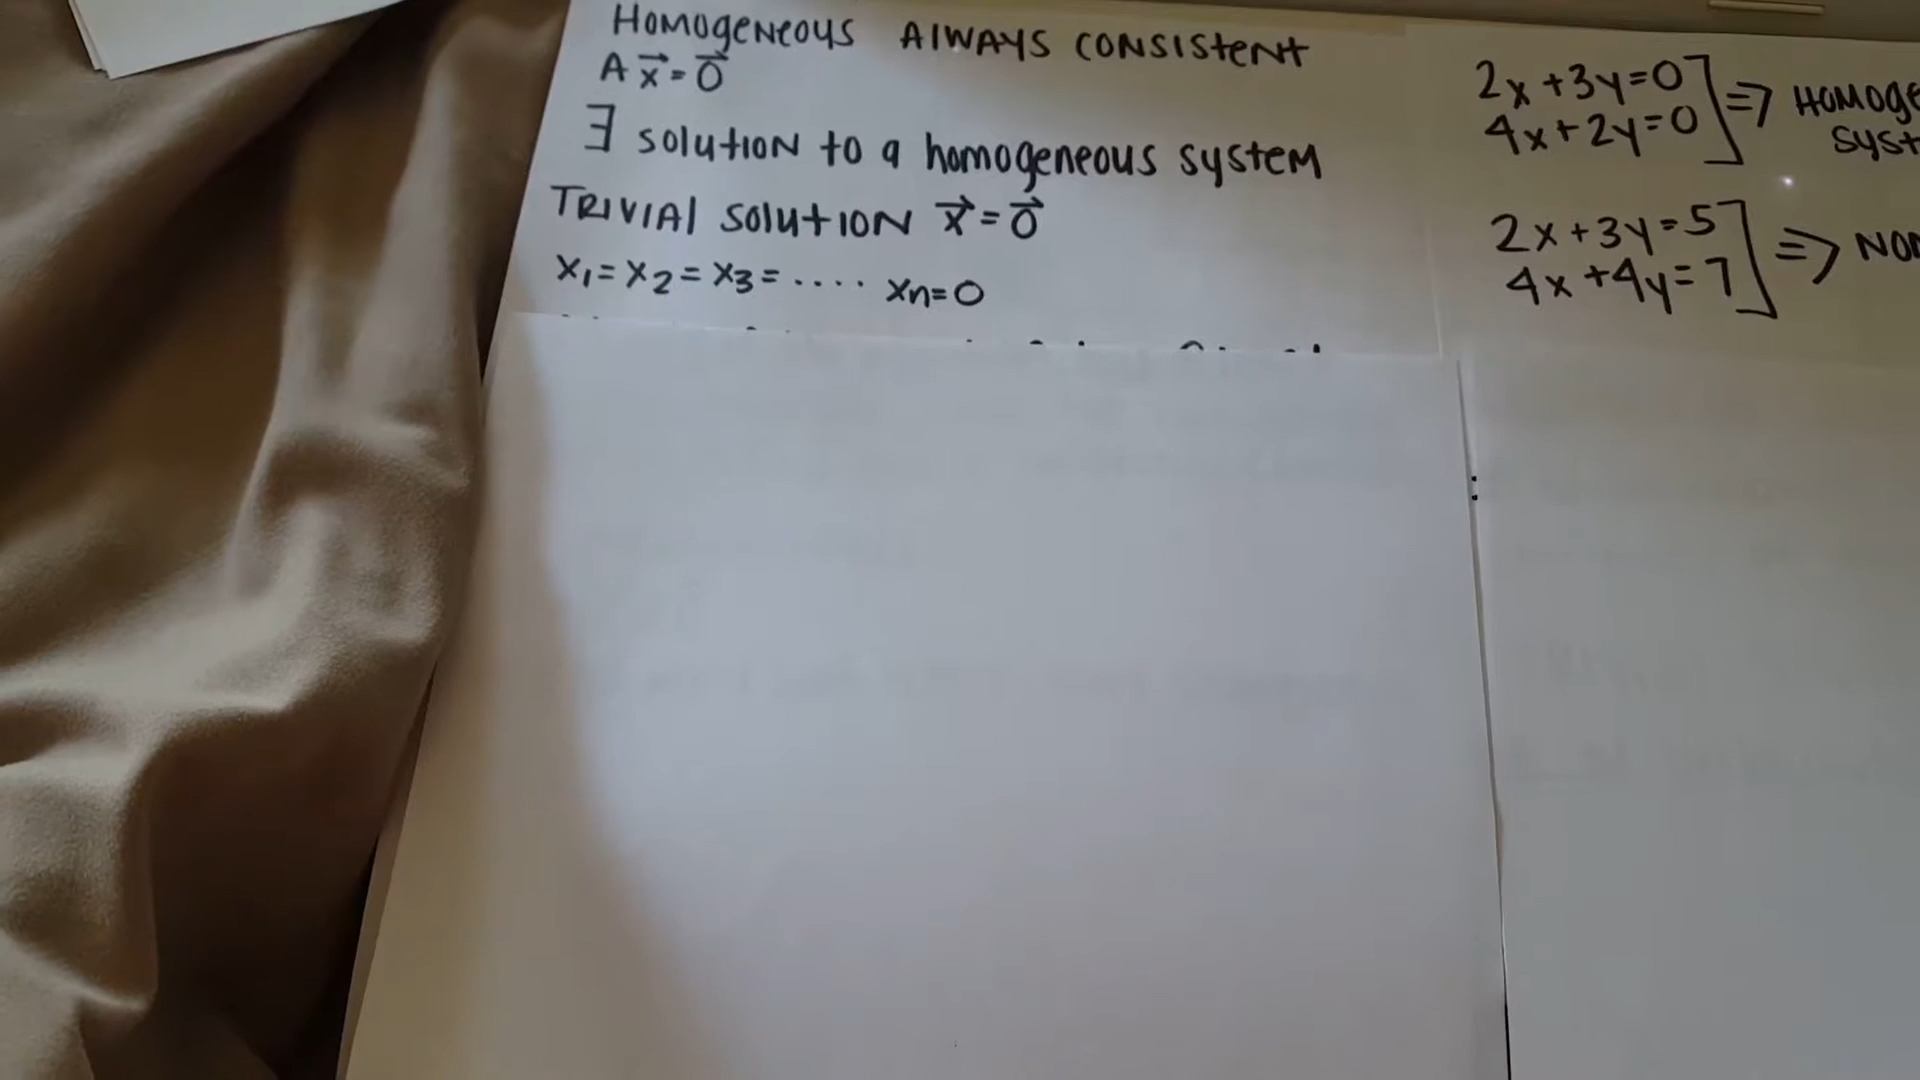 HOMOGENEOUS ALWAYS CONSISTENT
A x⃗ = 0⃗
∃ solution to a homogeneous system
TRIVIAL solution x⃗ = 0⃗
x₁ = x₂ = x₃ = .... xn = 0
2x + 3y = 0
4x + 2y = 0 ] => HOMOGE
syst
2x + 3y = 5
4x + 4y = 7 ] => NON
: